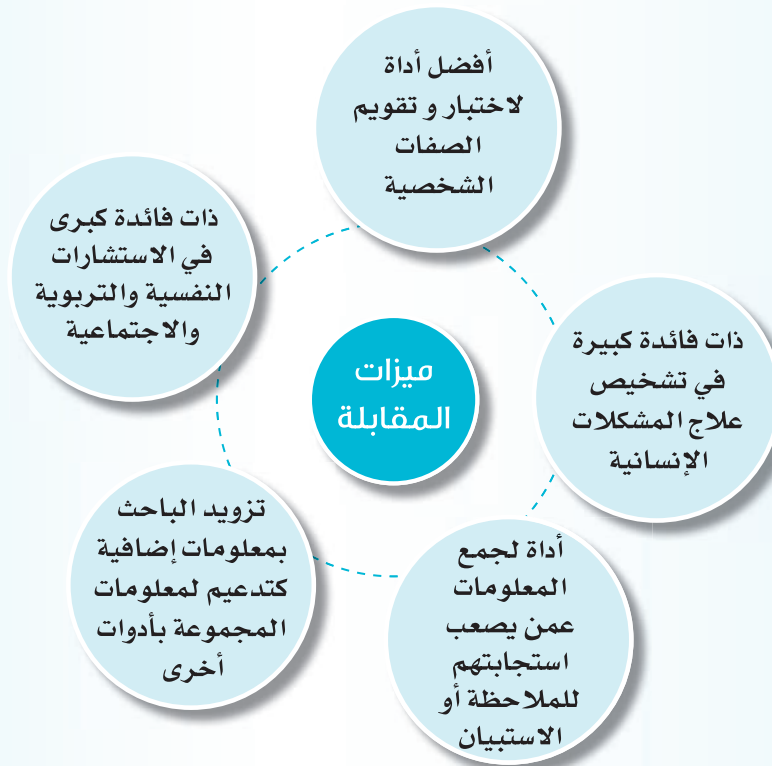 أفضل أداة
لاختبار و تقويم
الصفات
الشخصية
ذات فائدة كبيرة
في تشخيص
علاج المشكلات
الإنسانية
أداة لجمع
المعلومات
عمن يصعب
استجابتهم
للملاحظة أو
الاستبيان
تزويد الباحث
بمعلومات إضافية
كتدعيم لمعلومات
المجموعة بأدوات
أخرى
ذات فائدة كبرى
في الاستشارات
النفسية والتربوية
والاجتماعية
ميزات
المقابلة